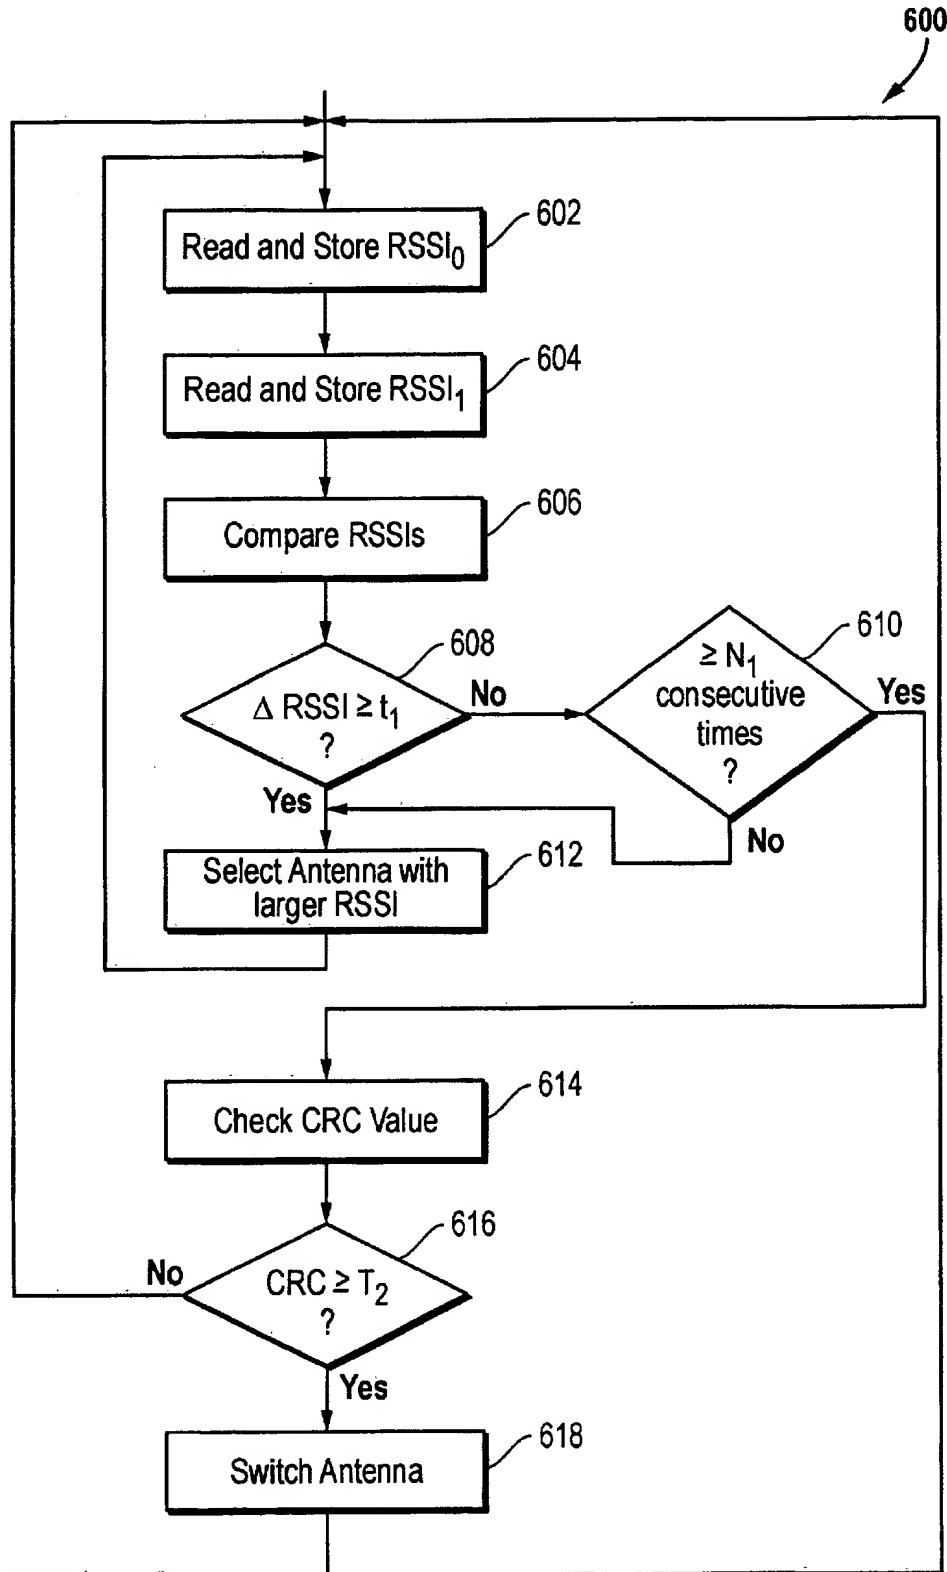 600
602
Read and Store RSSI₀
604
Read and Store RSSI₁
606
Compare RSSIs
608
Δ RSSI ≥ t₁
?
No
Yes
610
≥ N₁
consecutive
times
?
Yes
No
612
Select Antenna with
larger RSSI
614
Check CRC Value
616
CRC ≥ T₂
?
No
Yes
618
Switch Antenna